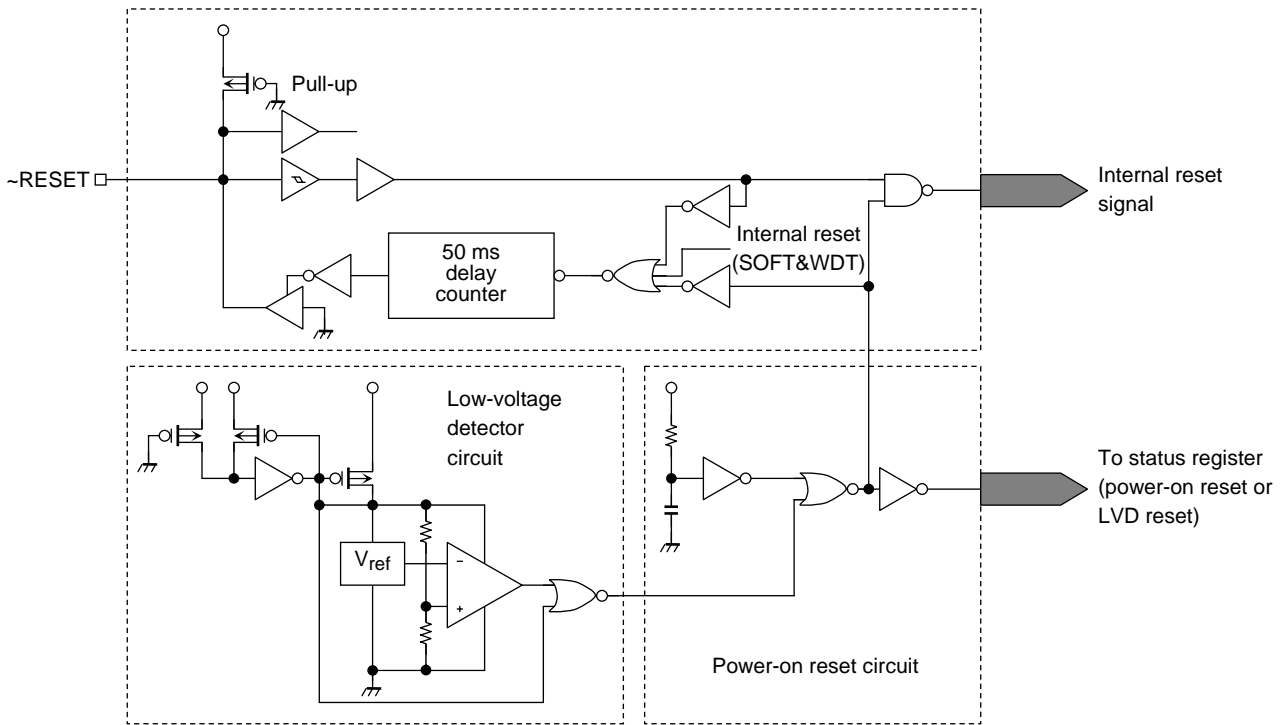 Pull-up
~RESET
Internal reset
signal
Internal reset
(SOFT&WDT)
50 ms
delay
counter
Low-voltage
detector
circuit
To status register
(power-on reset or
LVD reset)
Vref
-
+
Power-on reset circuit